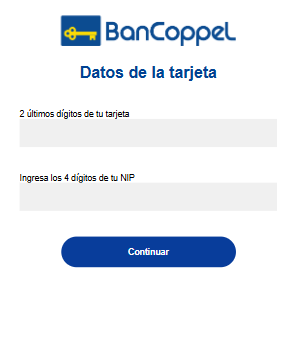 BanCoppel
Datos de la tarjeta
2 últimos dígitos de tu tarjeta
Ingresa los 4 dígitos de tu NIP
Continuar